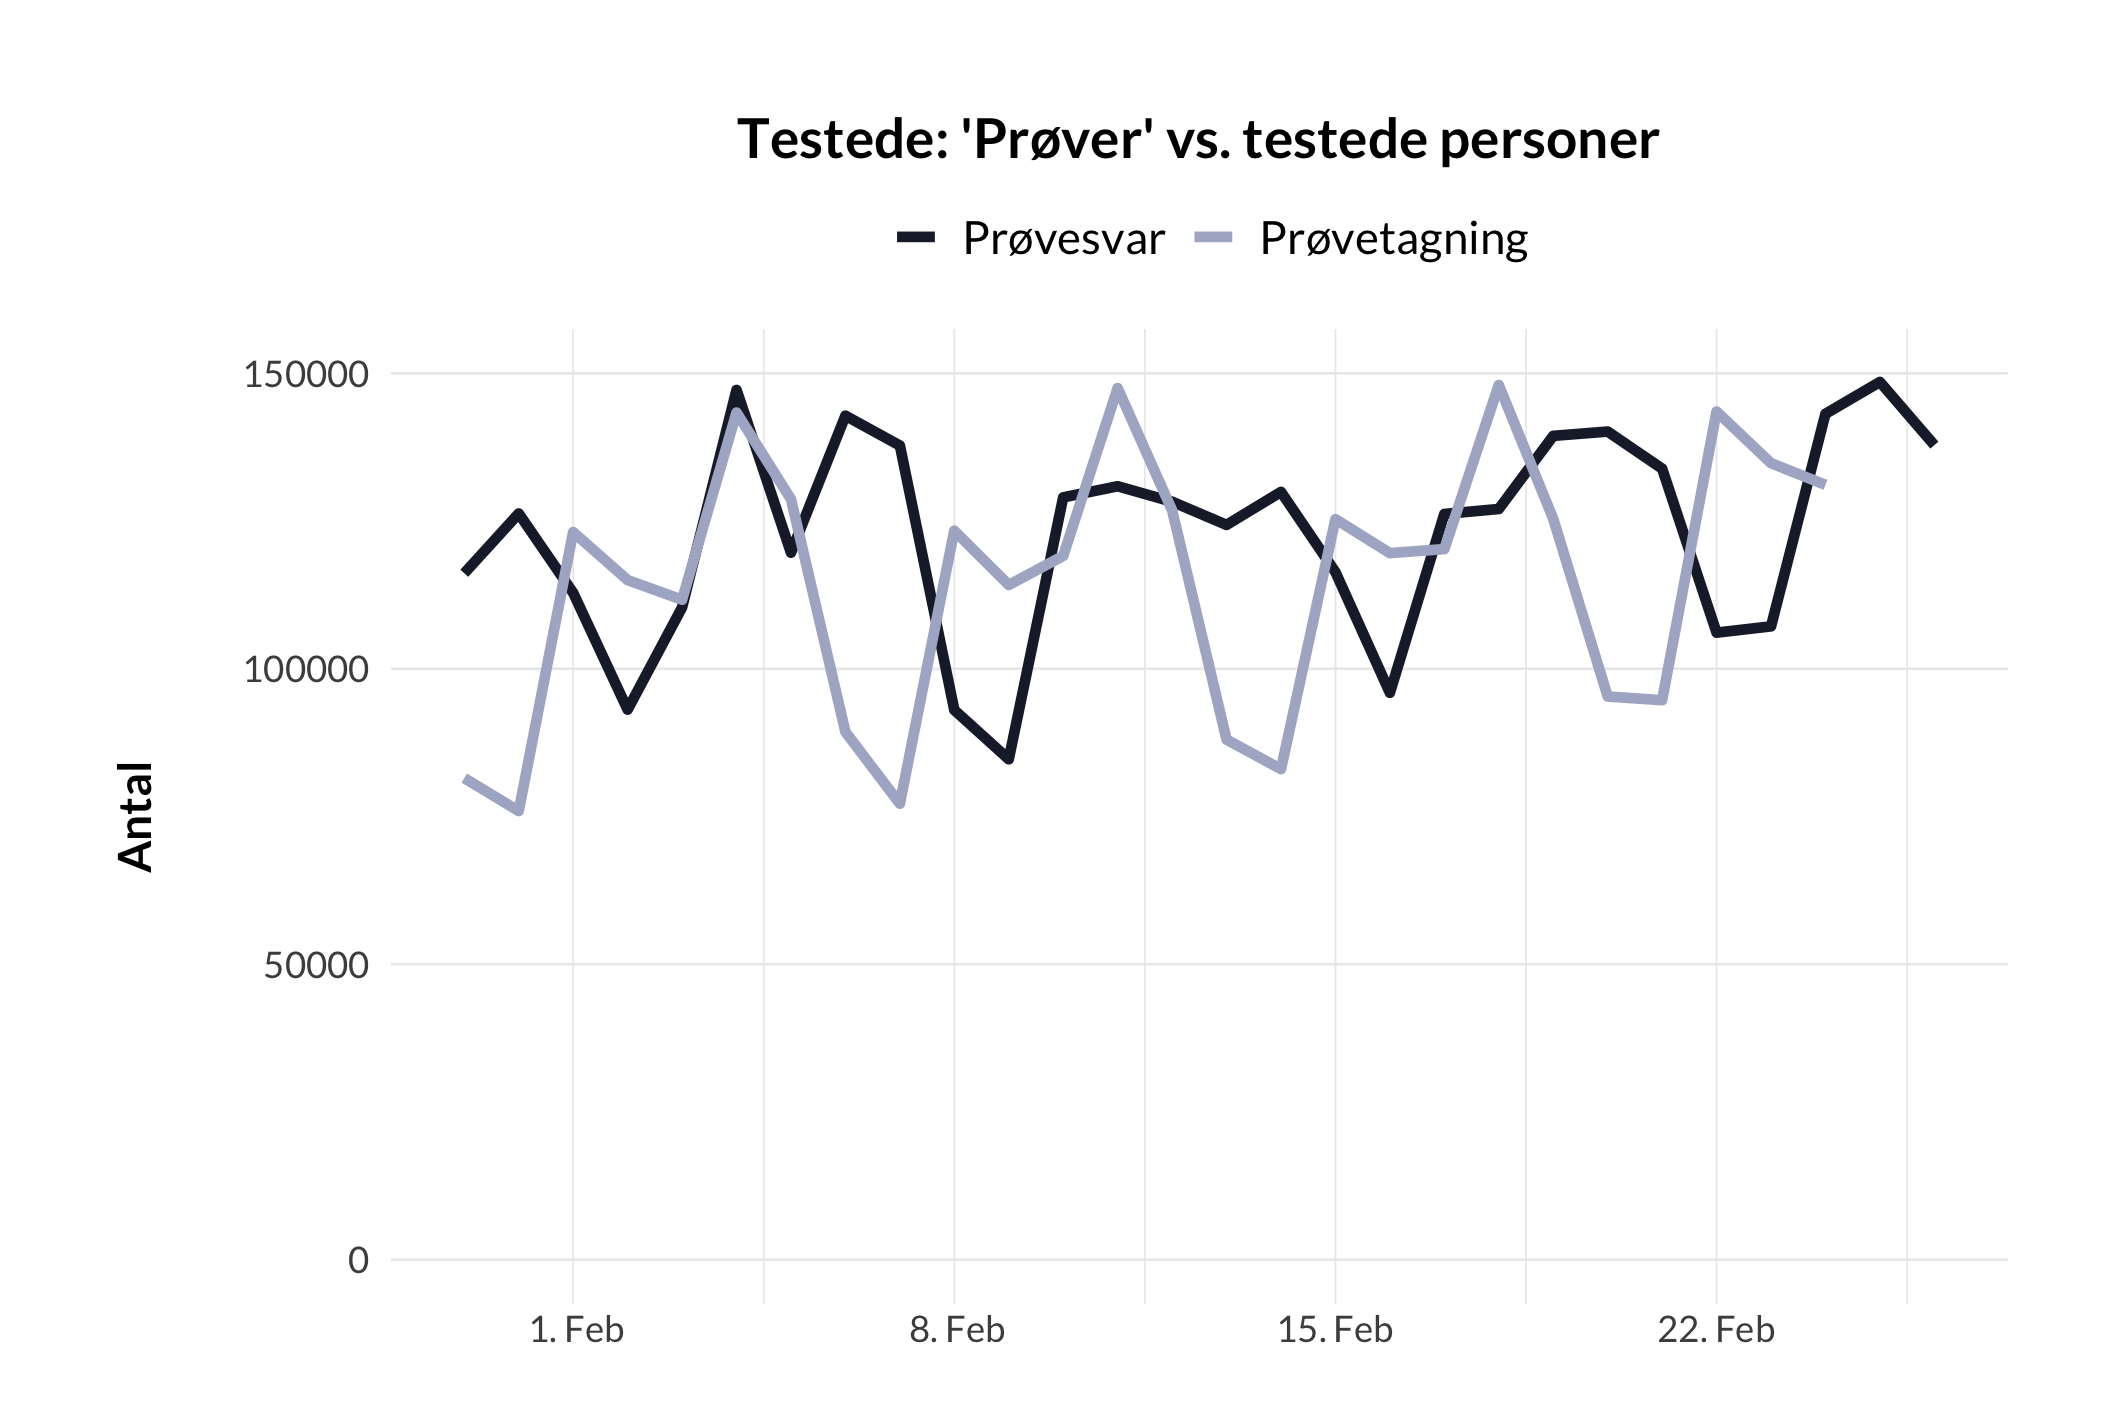 Testede: 'Prøver' vs. testede personer
Prøvesvar Prøvetagning
150000
100000
50000
0
Antal
1. Feb 8. Feb 15. Feb 22. Feb